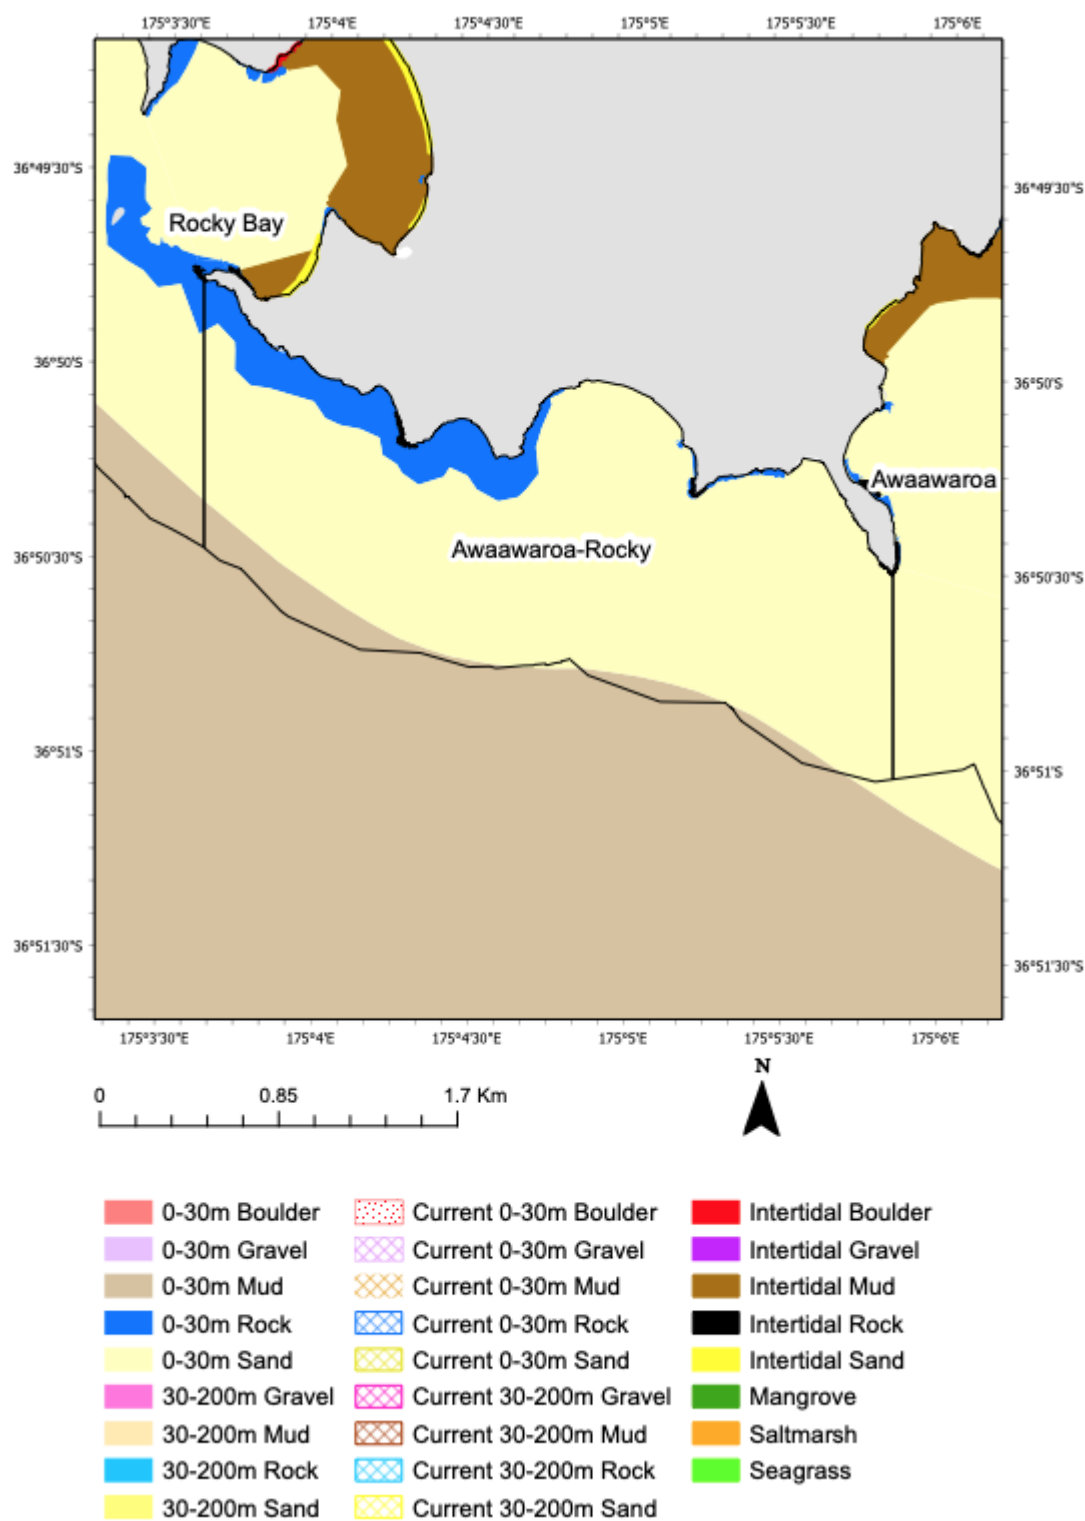 175°3'30"E 175°4'E 175°4'30"E 175°5'E 175°5'30"E 175°6'E
36°49'30"S
36°49'30"S
Rocky Bay
36°50'S
36°50'S
Awaawaroa
Awaawaroa-Rocky
36°50'30"S
36°50'30"S
36°51'S
36°51'S
36°51'30"S
36°51'30"S
175°3'30"E 175°4'E 175°4'30"E 175°5'E 175°5'30"E 175°6'E
N
0 0.85 1.7 Km
0-30m Boulder
0-30m Gravel
0-30m Mud
0-30m Rock
0-30m Sand
30-200m Gravel
30-200m Mud
30-200m Rock
30-200m Sand
Current 0-30m Boulder
Current 0-30m Gravel
Current 0-30m Mud
Current 0-30m Rock
Current 0-30m Sand
Current 30-200m Gravel
Current 30-200m Mud
Current 30-200m Rock
Current 30-200m Sand
Intertidal Boulder
Intertidal Gravel
Intertidal Mud
Intertidal Rock
Intertidal Sand
Mangrove
Saltmarsh
Seagrass